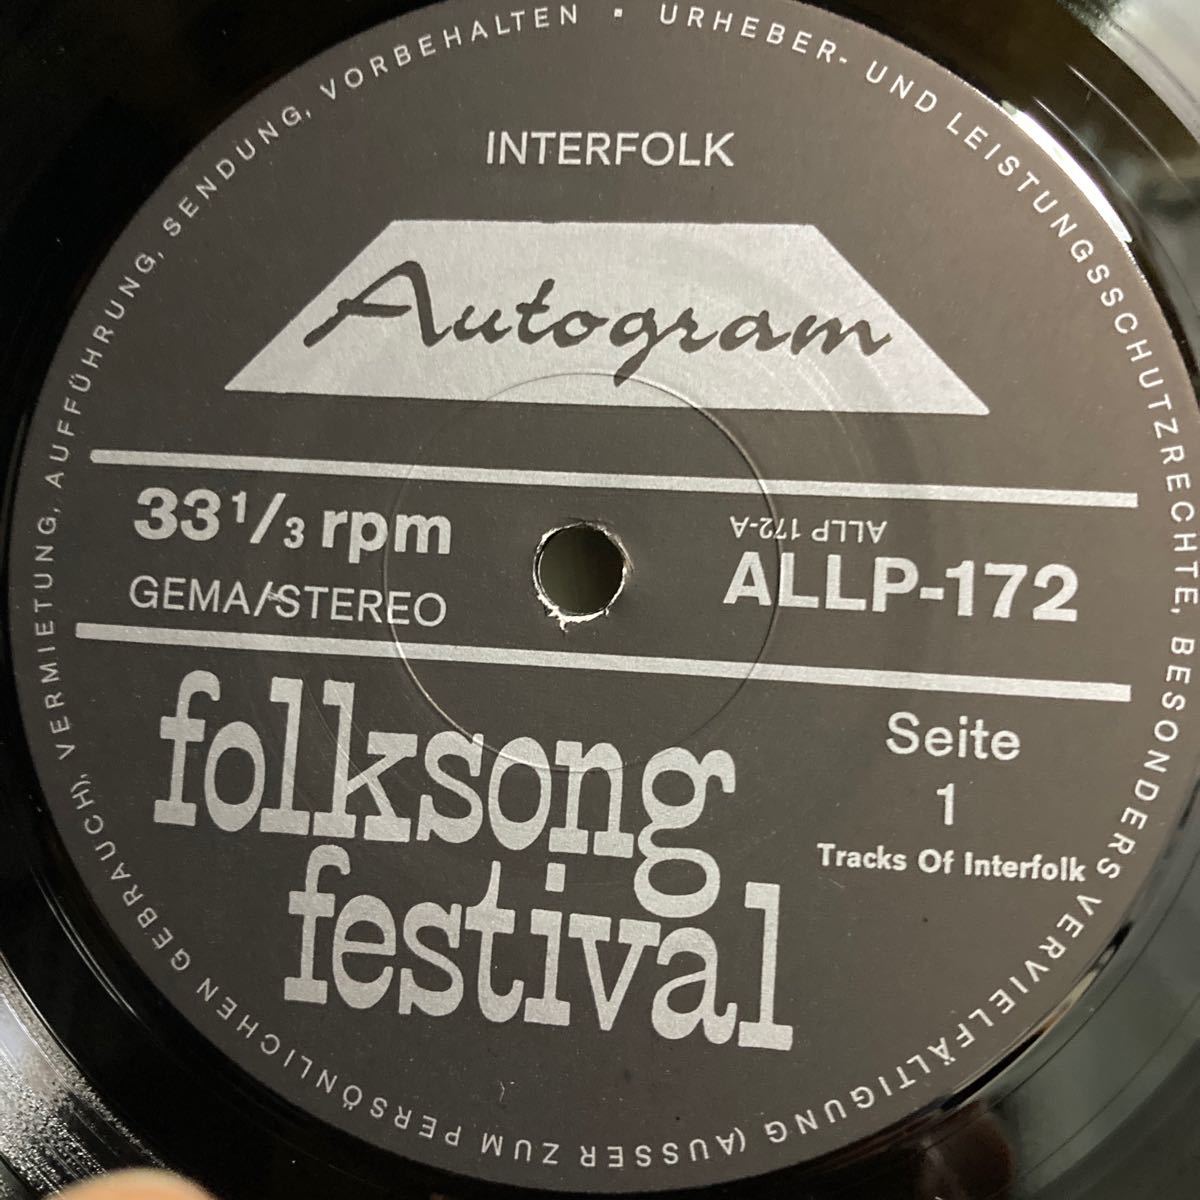 INTERFOLK
Autogram
33 1/3 rpm
GEMA/STEREO
ALLP 172-A
ALLP-172
folksong
festival
Seite
1
Tracks Of Interfolk
URHEBER- UND LEISTUNGSSCHUTZRECHTE, BESONDERS VERVIELFÄLTIGUNG (AUSSER ZUM PERSÖNLICHEN GEBRAUCH), VERMIETUNG, AUFFÜHRUNG, SENDUNG, VORBEHALTEN ▪